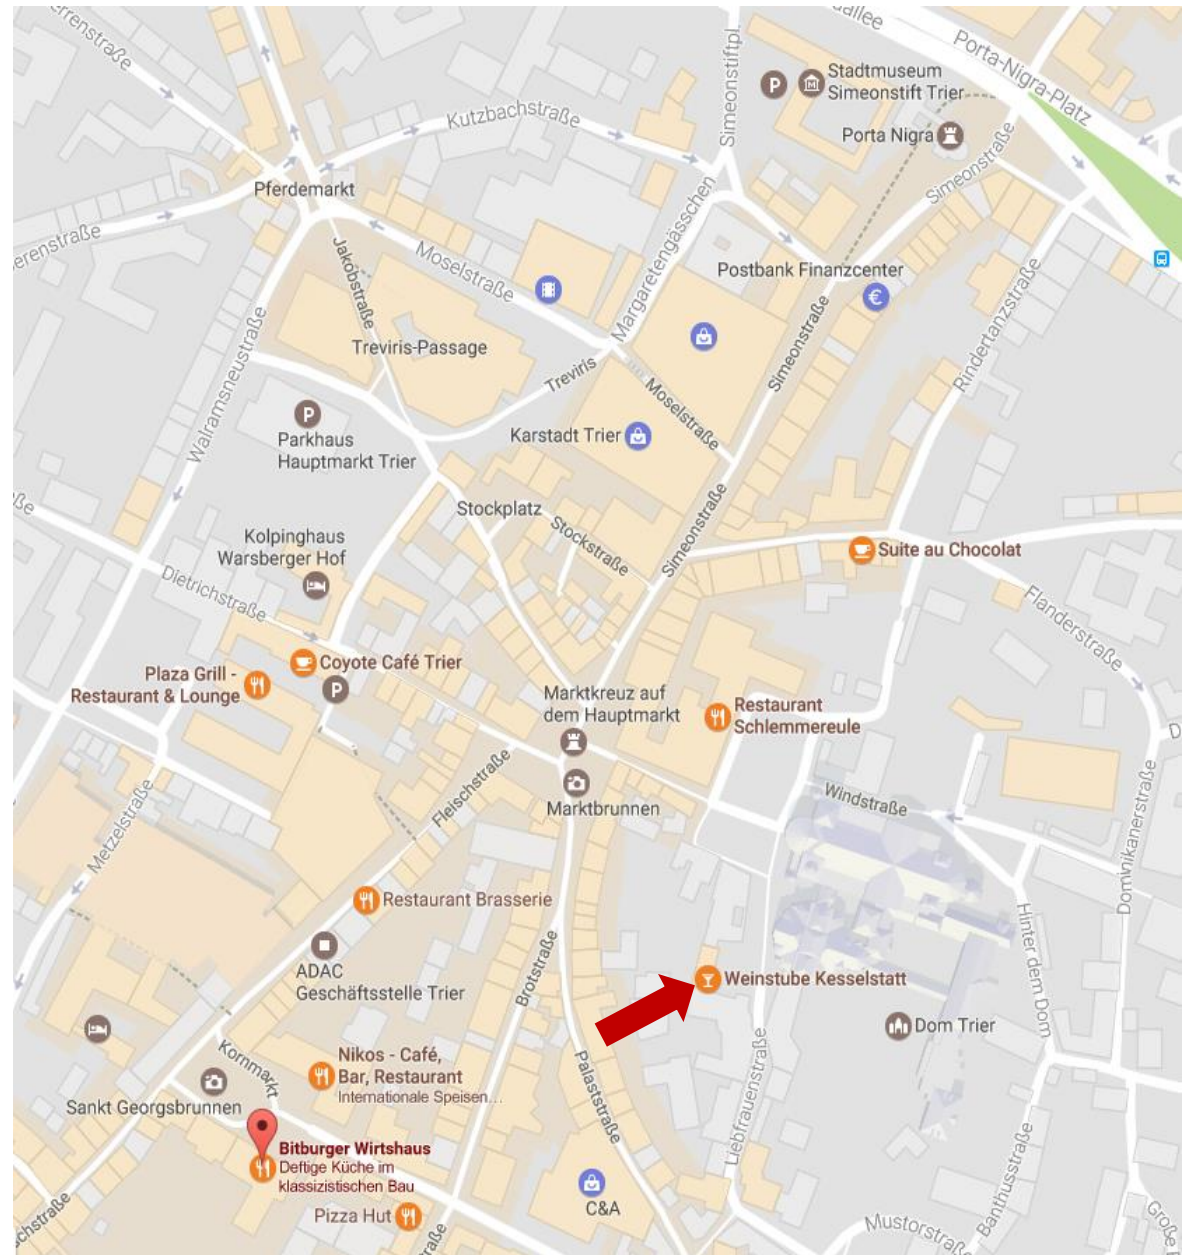 Porta-Nigra-Platz
Simeonstiftpl.
Stadtmuseum
Simeonstift Trier
Porta Nigra
Kutzbachstraße
Simeonstraße
Pferdemarkt
Margaretengässchen
Jakobstraße
Moselstraße
Postbank Finanzcenter
Rindertanzstraße
Walramsneustraße
Treviris-Passage
Simeonstraße
Treviris
Moselstraße
Parkhaus
Hauptmarkt Trier
Karstadt Trier
Stockplatz
Stockstraße
Simeonstraße
Kolpinghaus
Warsberger Hof
Suite au Chocolat
Dietrichstraße
Flanderstraße
Coyote Café Trier
Plaza Grill -
Restaurant & Lounge
Marktkreuz auf
dem Hauptmarkt
Restaurant
Schlemmereule
Fleischstraße
Marktbrunnen
Windstraße
Metzelstraße
Dominikanerstraße
Restaurant Brasserie
ADAC
Geschäftsstelle Trier
Brotstraße
Weinstube Kesselstatt
Hinter dem Dom
Dom Trier
Kornmarkt
Nikos - Café,
Bar, Restaurant
Internationale Speisen...
Palaststraße
Sankt Georgsbrunnen
Liebfrauenstraße
Bitburger Wirtshaus
Deftige Küche im
klassizistischen Bau
Banthusstraße
C&A
Pizza Hut
Mustorstraße